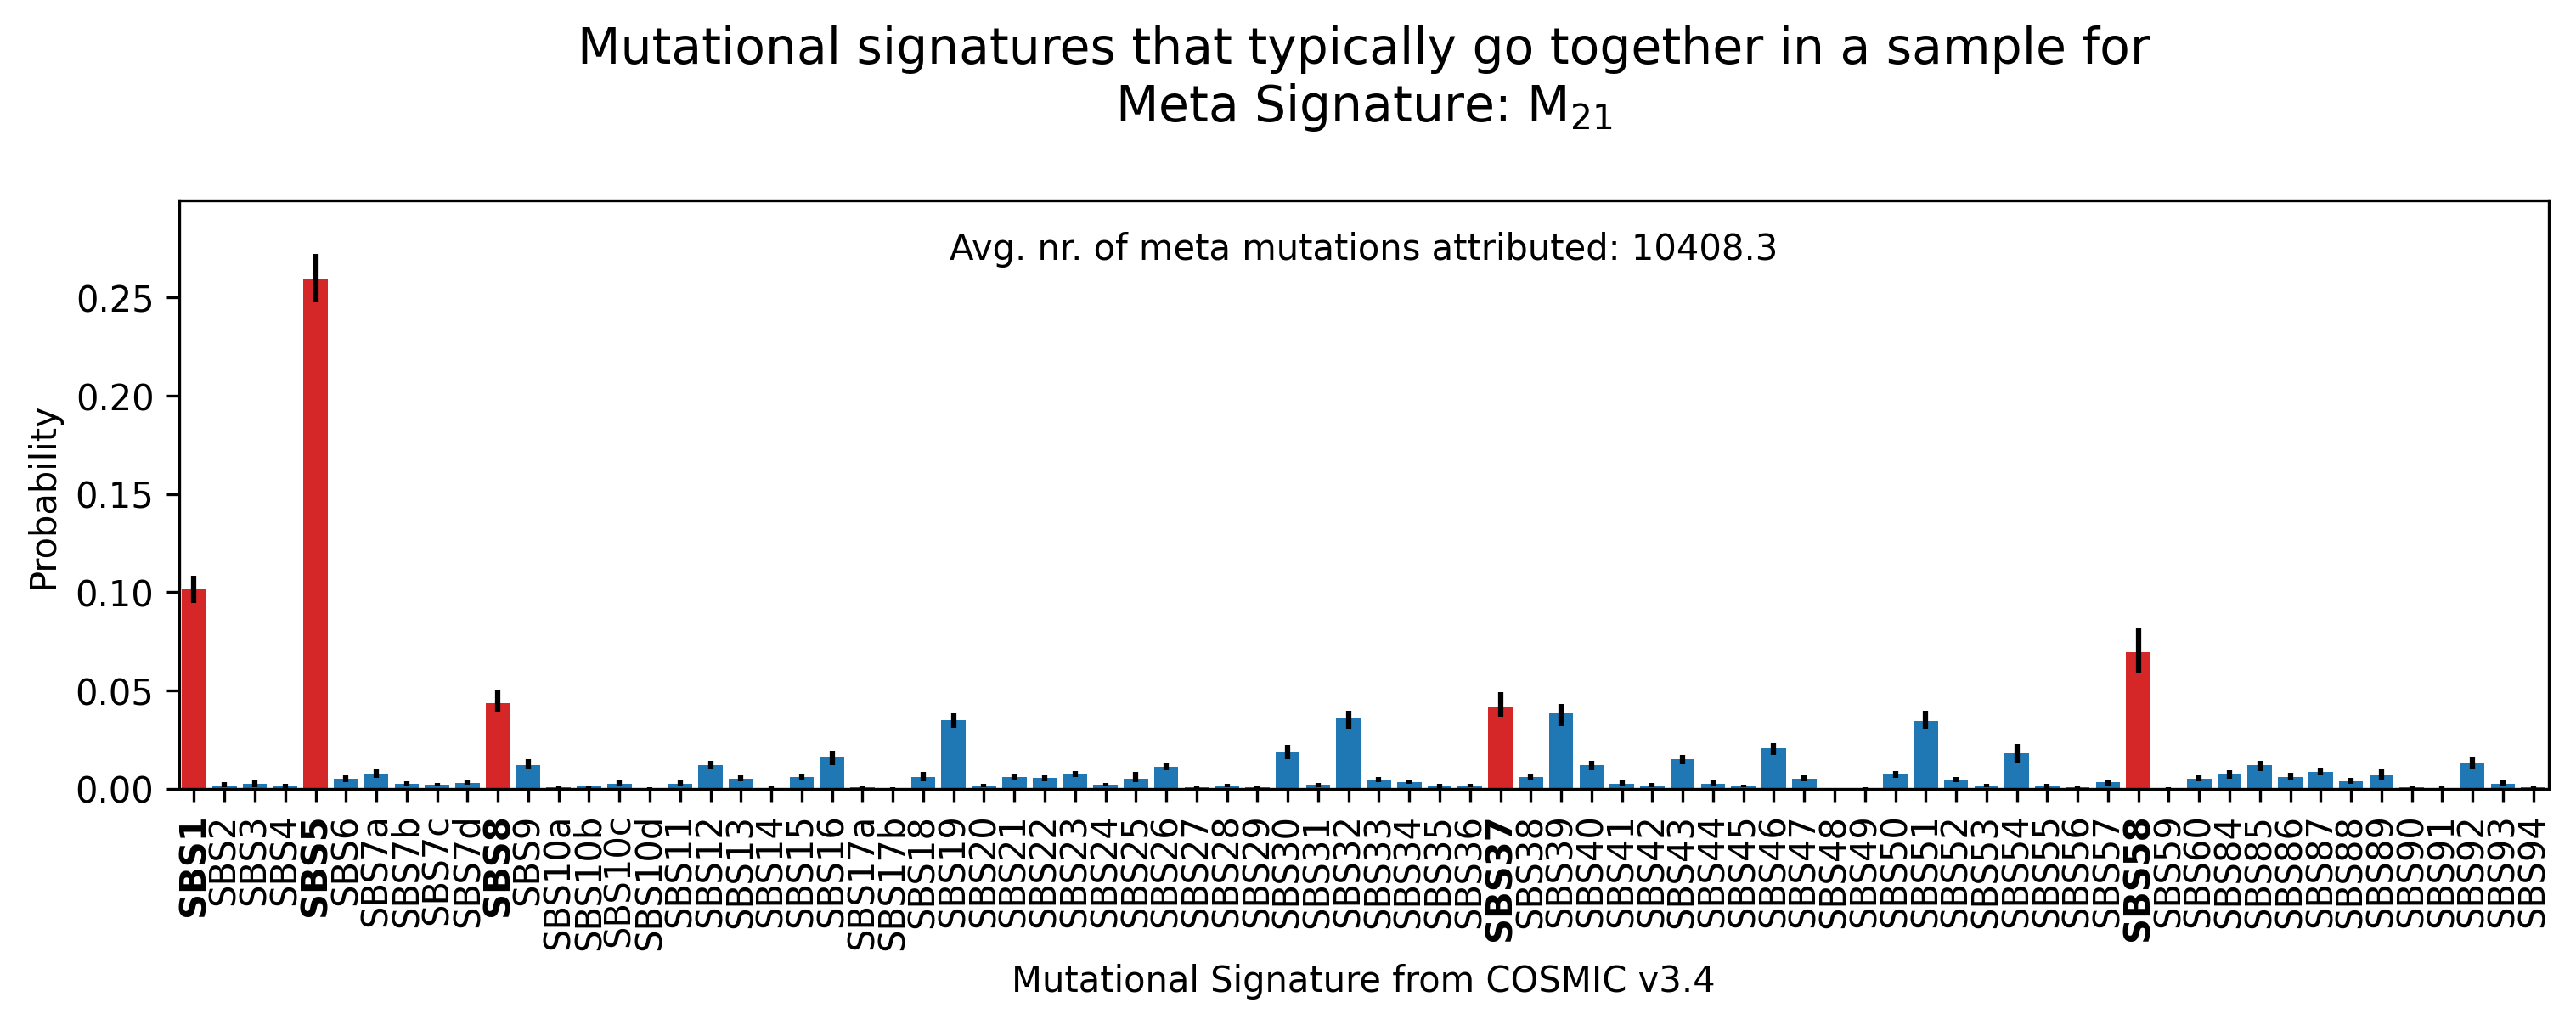 Mutational signatures that typically go together in a sample for
Meta Signature: M₂₁
Avg. nr. of meta mutations attributed: 10408.3
Probability
0.25
0.20
0.15
0.10
0.05
0.00
SBS1
SBS2
SBS3
SBS4
SBS5
SBS6
SBS7a
SBS7b
SBS7c
SBS7d
SBS8
SBS9
SBS10a
SBS10b
SBS10c
SBS10d
SBS11
SBS12
SBS13
SBS14
SBS15
SBS16
SBS17a
SBS17b
SBS18
SBS19
SBS20
SBS21
SBS22
SBS23
SBS24
SBS25
SBS26
SBS27
SBS28
SBS29
SBS30
SBS31
SBS32
SBS33
SBS34
SBS35
SBS36
SBS37
SBS38
SBS39
SBS40
SBS41
SBS42
SBS43
SBS44
SBS45
SBS46
SBS47
SBS48
SBS49
SBS50
SBS51
SBS52
SBS53
SBS54
SBS55
SBS56
SBS57
SBS58
SBS59
SBS60
SBS84
SBS85
SBS86
SBS87
SBS88
SBS89
SBS90
SBS91
SBS92
SBS93
SBS94
Mutational Signature from COSMIC v3.4